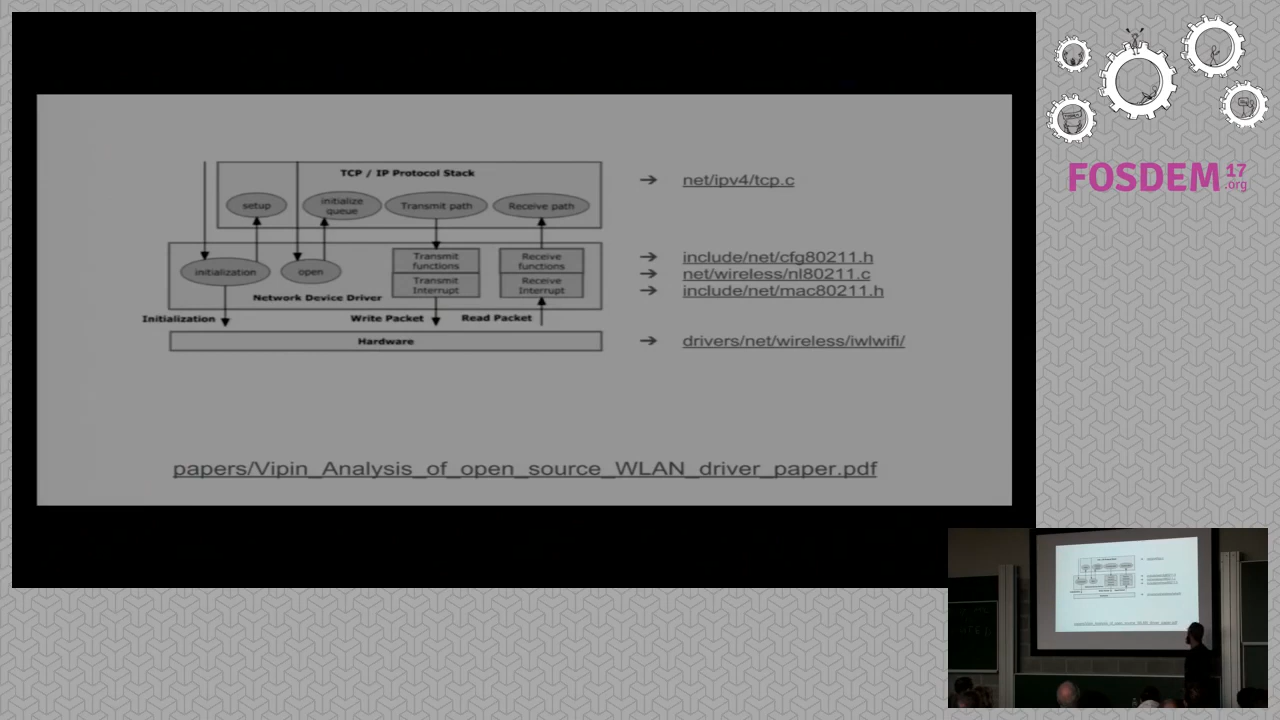 TCP / IP Protocol Stack
setup
initialize
queue
Transmit path
Receive path
initialization
open
Transmit
functions
Transmit
Interrupt
Receive
functions
Receive
Interrupt
Network Device Driver
Initialization
Write Packet
Read Packet
Hardware
➔ net/ipv4/tcp.c
➔ include/net/cfg80211.h
➔ net/wireless/nl80211.c
➔ include/net/mac80211.h
➔ drivers/net/wireless/iwlwifi/
papers/Vipin_Analysis_of_open_source_WLAN_driver_paper.pdf
FOSDEM 17
.org